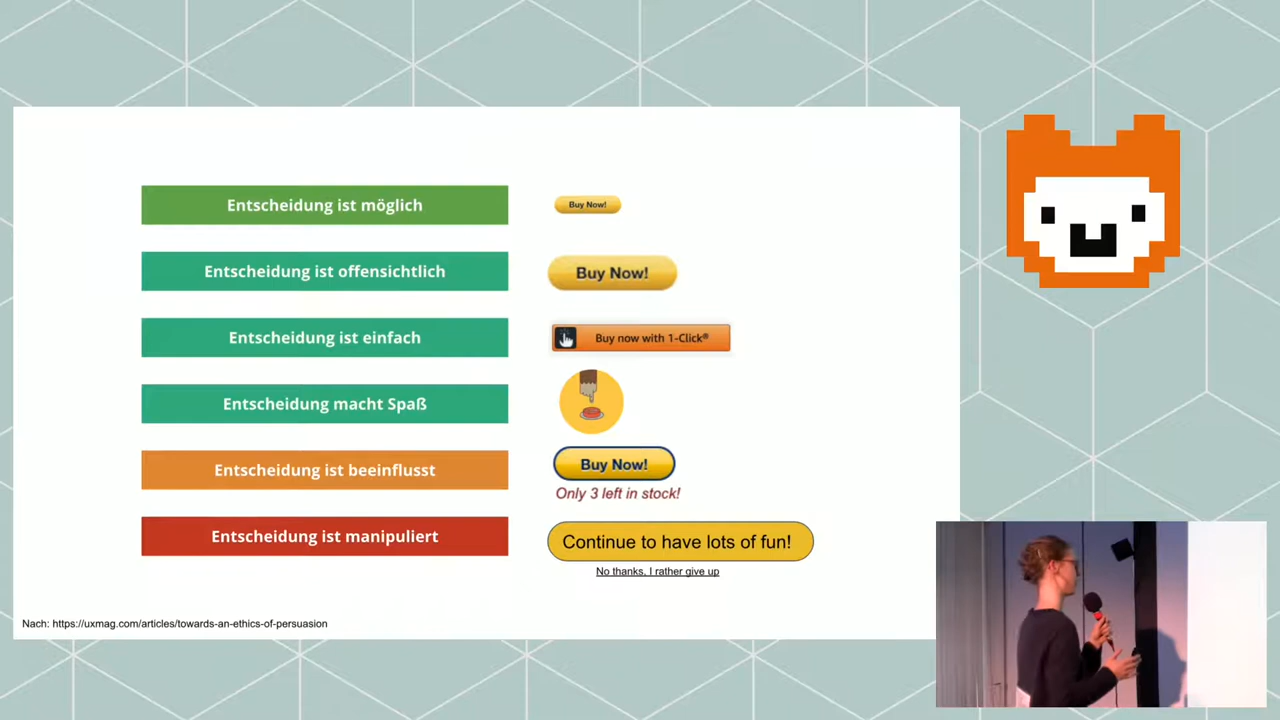 Entscheidung ist möglich
Buy Now!
Entscheidung ist offensichtlich
Buy Now!
Entscheidung ist einfach
Buy now with 1-Click®
Entscheidung macht Spaß
Entscheidung ist beeinflusst
Buy Now!
Only 3 left in stock!
Entscheidung ist manipuliert
Continue to have lots of fun!
No thanks, I rather give up
Nach: https://uxmag.com/articles/towards-an-ethics-of-persuasion